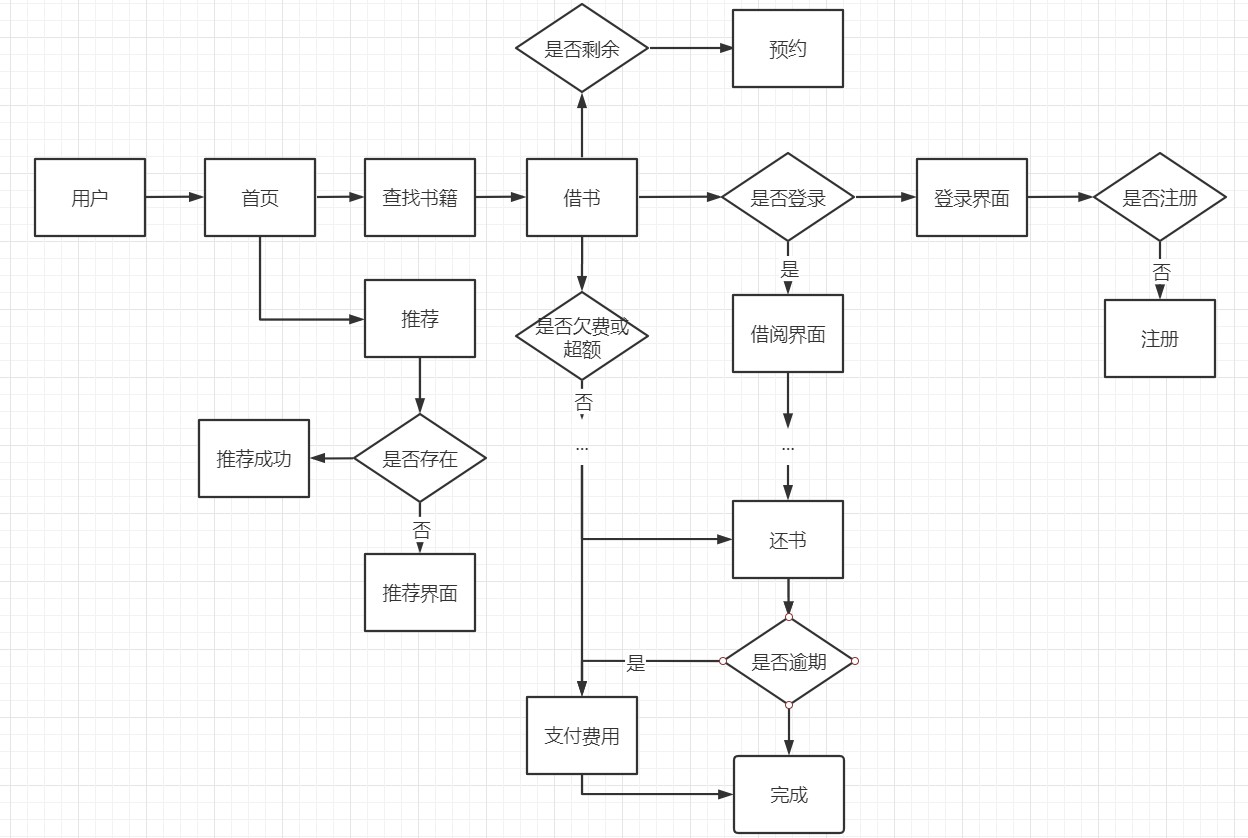 是否剩余
预约
用户
首页
查找书籍
借书
是否登录
登录界面
是否注册
是
否
推荐
是否欠费或
超额
借阅界面
注册
否
推荐成功
是否存在
...
...
否
还书
推荐界面
是
是否逾期
支付费用
完成